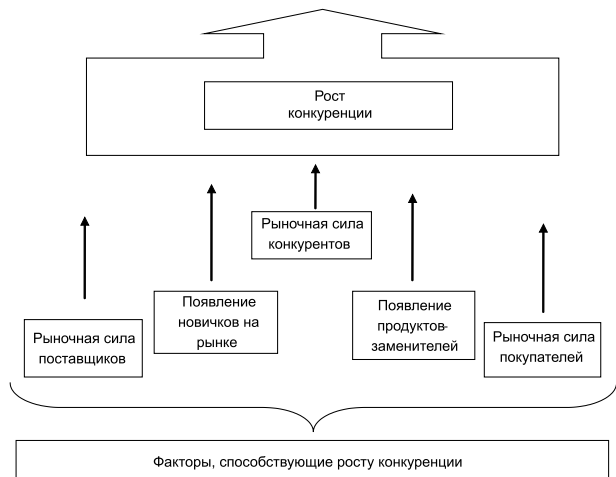 Рост
конкуренции
Рыночная сила
конкурентов
Появление
новичков на
рынке
Появление
продуктов-
заменителей
Рыночная сила
поставщиков
Рыночная сила
покупателей
Факторы, способствующие росту конкуренции